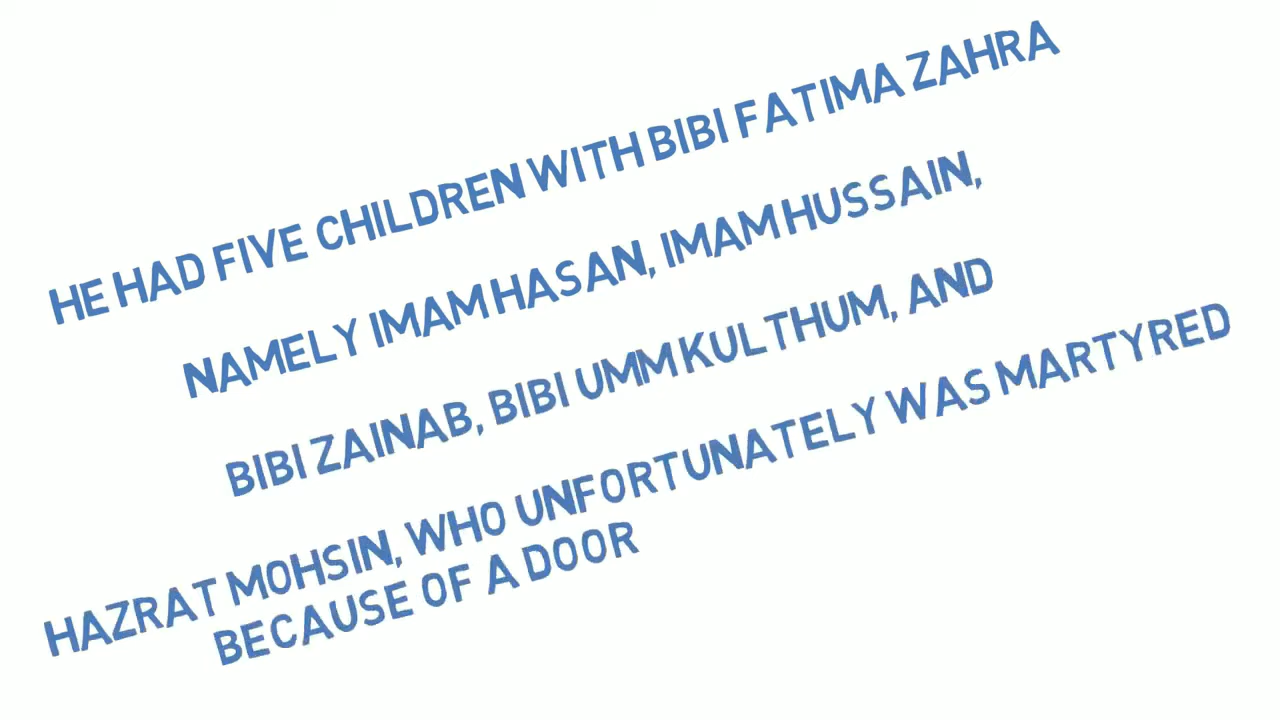 HE HAD FIVE CHILDREN WITH BIBI FATIMA ZAHRA
NAMELY IMAM HASAN, IMAM HUSSAIN,
BIBI ZAINAB, BIBI UMM KULTHUM, AND
HAZRAT MOHSIN, WHO UNFORTUNATELY WAS MARTYRED
BECAUSE OF A DOOR